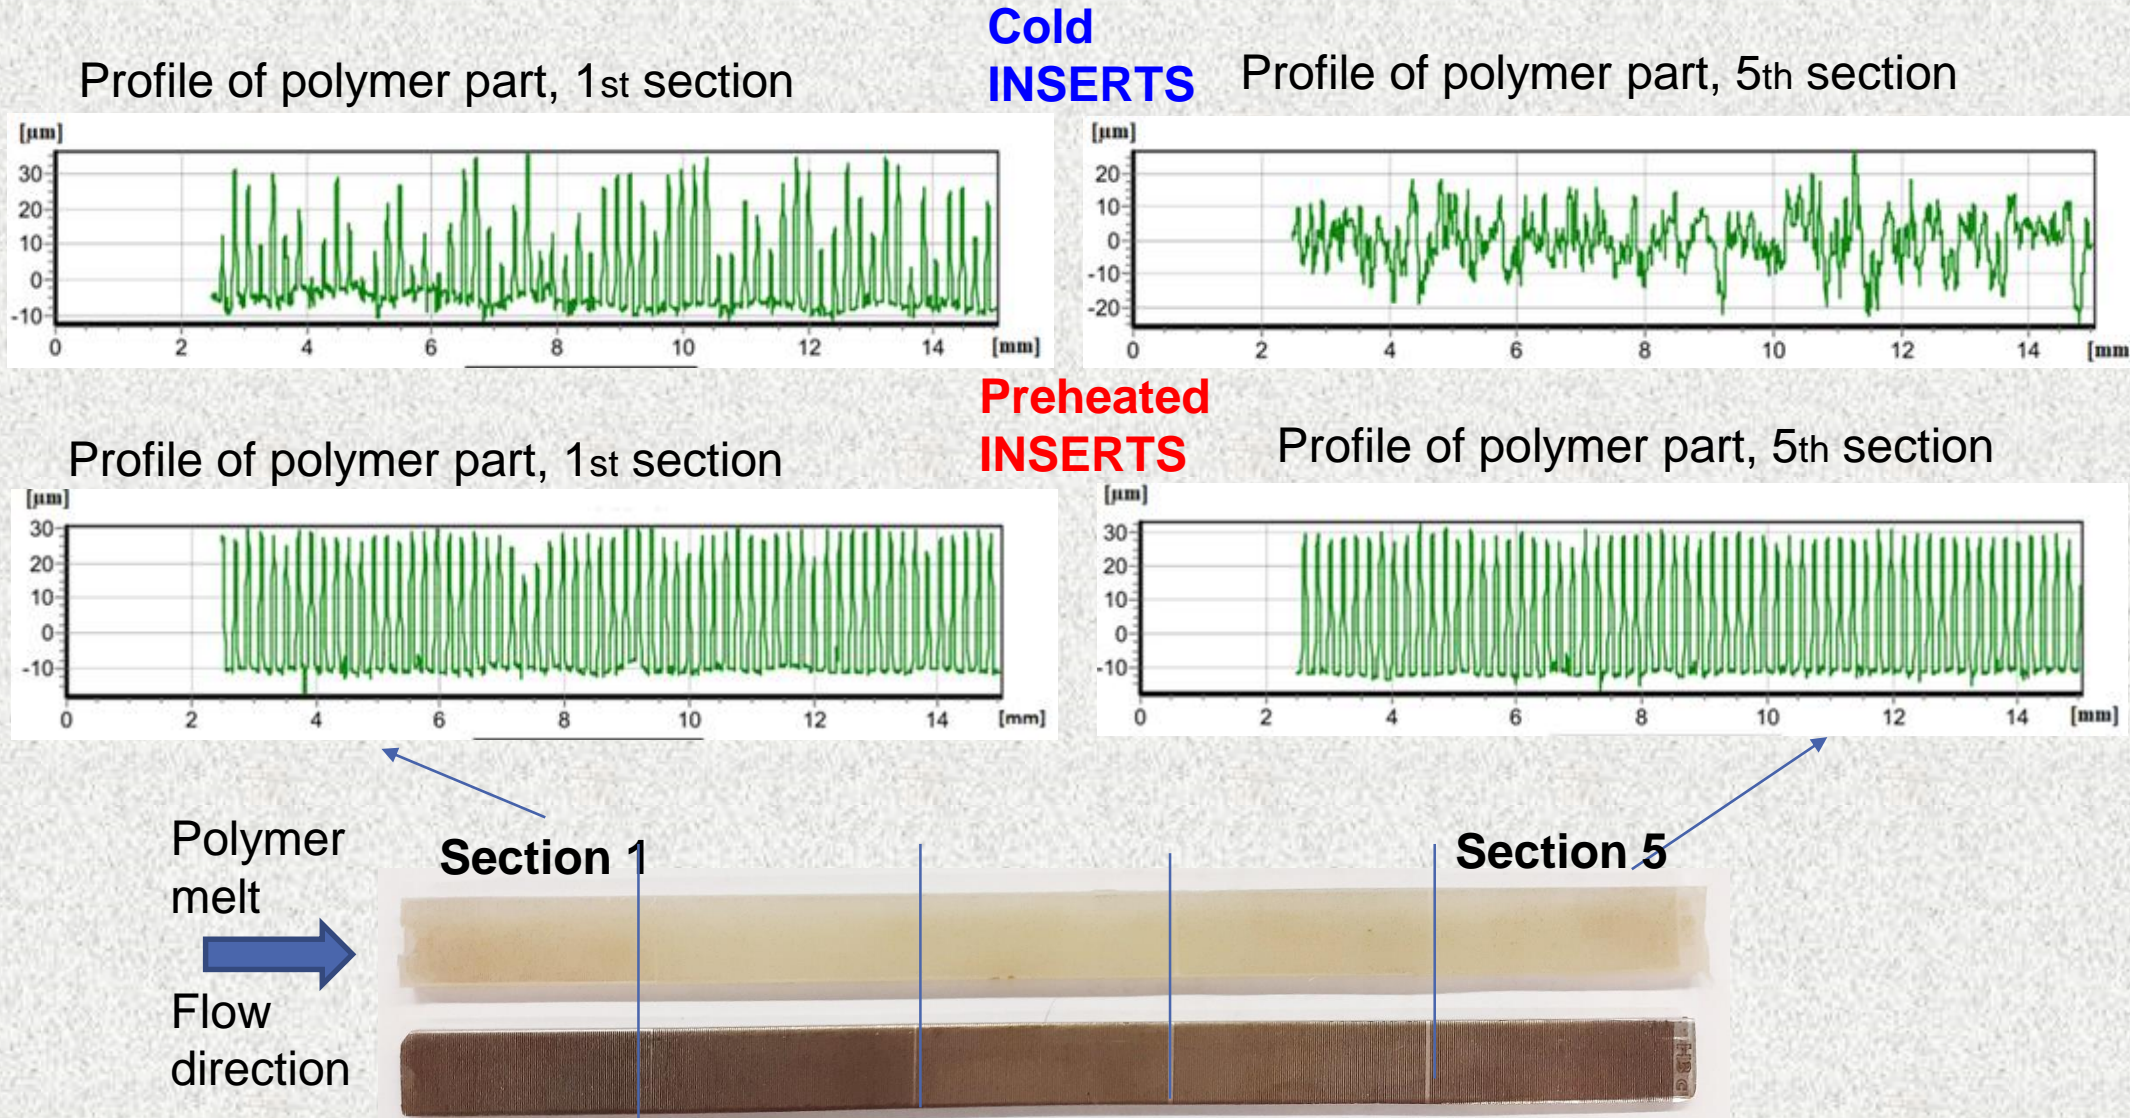 Cold
INSERTS
Profile of polymer part, 1st section
Profile of polymer part, 5th section
[µm]
30
20
10
0
-10
0 2 4 6 8 10 12 14 [mm]
[µm]
20
10
0
-10
-20
0 2 4 6 8 10 12 14 [mm
Preheated
INSERTS
Profile of polymer part, 1st section
Profile of polymer part, 5th section
[µm]
30
20
10
0
-10
0 2 4 6 8 10 12 14 [mm]
[µm]
30
20
10
0
-10
0 2 4 6 8 10 12 14 [mm]
Polymer
melt
Flow
direction
Section 1
Section 5